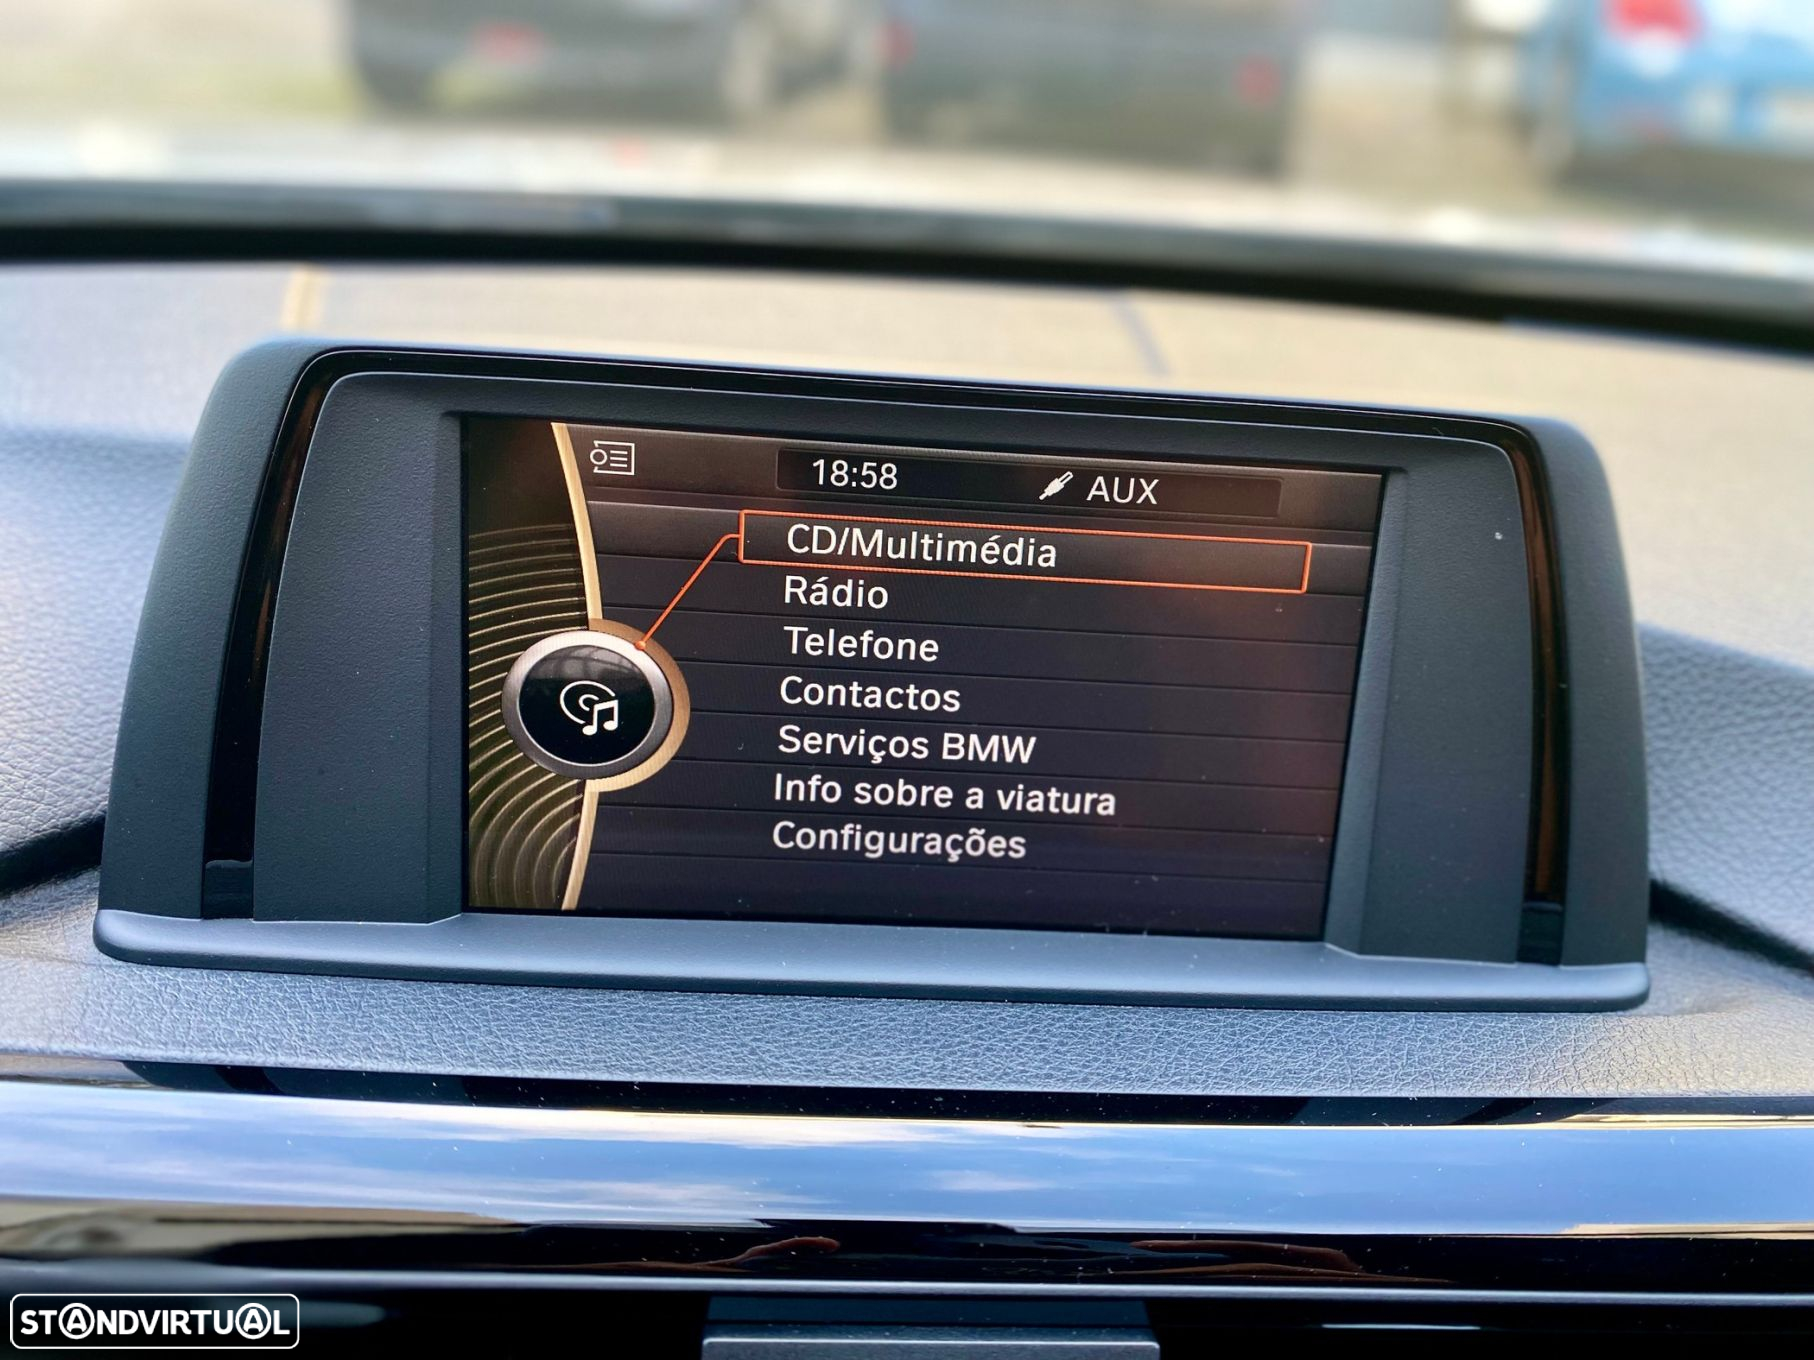 18:58
AUX
CD/Multimédia
Rádio
Telefone
Contactos
Serviços BMW
Info sobre a viatura
Configurações
STANDVIRTUAL